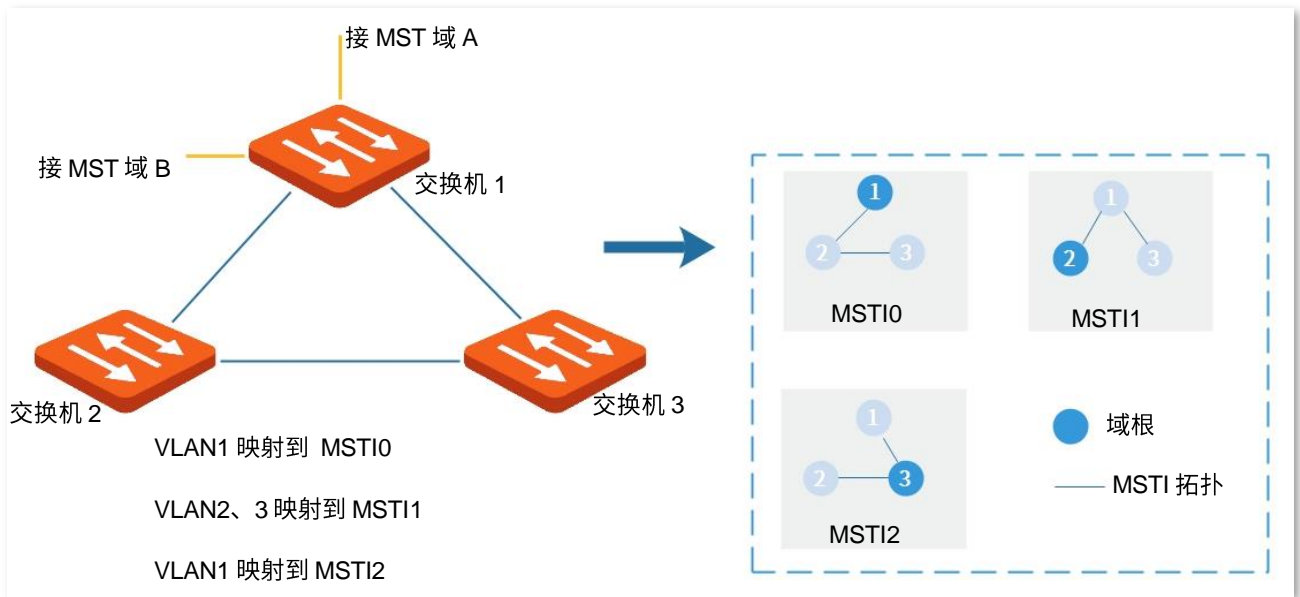 接 MST 域 A
接 MST 域 B
交换机 1
交换机 2
交换机 3
VLAN1 映射到 MSTI0
VLAN2、3 映射到 MSTI1
VLAN1 映射到 MSTI2
1
2
3
MSTI0
1
2
3
MSTI1
1
2
3
MSTI2
域根
MSTI 拓扑